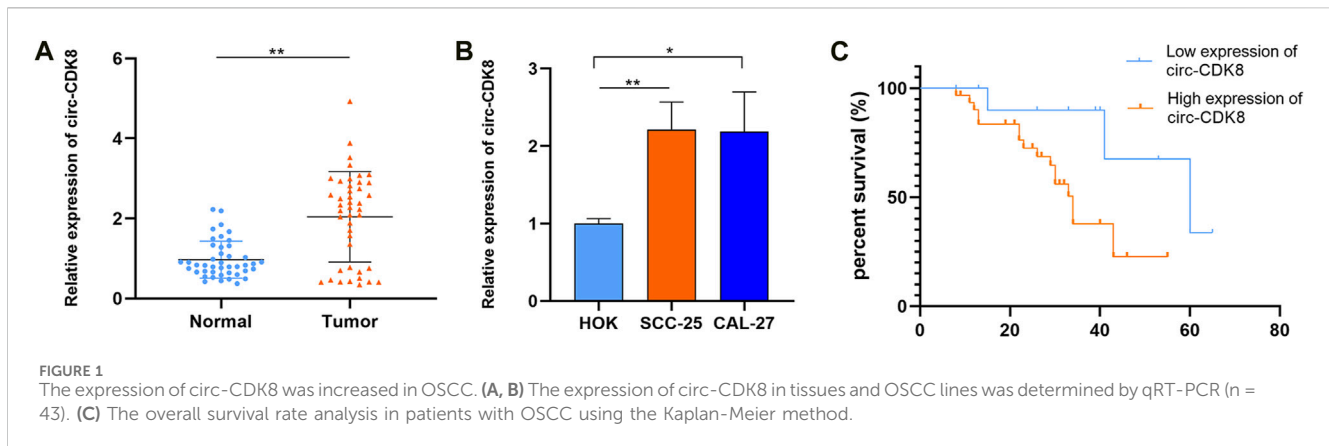 A
Relative expression of circ-CDK8
6
4
2
0
**
Normal
Tumor
B
Relative expression of circ-CDK8
3
2
1
0
*
**
HOK
SCC-25
CAL-27
C
percent survival (%)
100
50
0
0
20
40
60
80
Low expression of
circ-CDK8
High expression of
circ-CDK8
FIGURE 1
The expression of circ-CDK8 was increased in OSCC. (A, B) The expression of circ-CDK8 in tissues and OSCC lines was determined by qRT-PCR (n =
43). (C) The overall survival rate analysis in patients with OSCC using the Kaplan-Meier method.